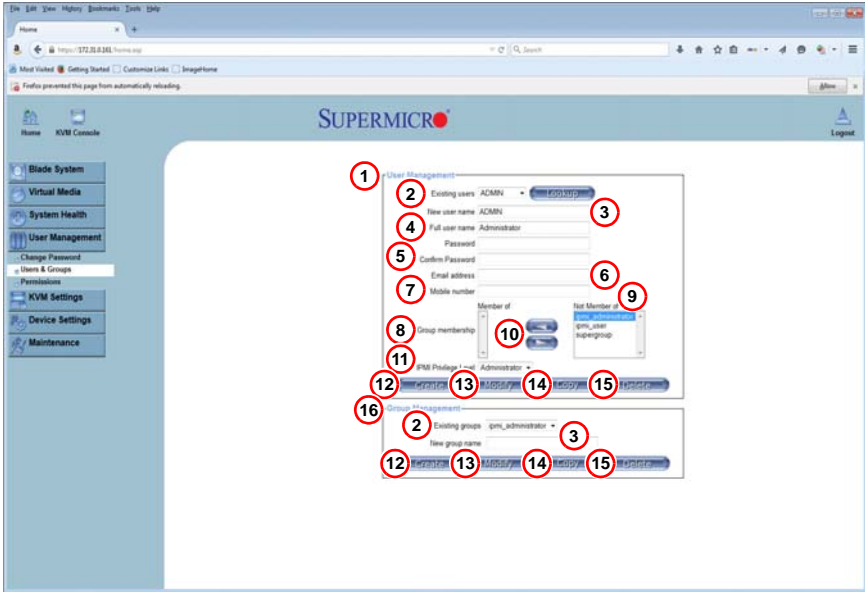 File Edit View History Bookmarks Tools Help
Home × +
https://172.31.0.161/home.asp Search
Most Visited Getting Started Customize Links ImageHome
Firefox prevented this page from automatically reloading. Allow ×
Home KVM Console SUPERMICRO Logout
Blade System
Virtual Media
System Health
User Management
Change Password
Users & Groups
Permissions
KVM Settings
Device Settings
Maintenance
1 User Management
2 Existing users ADMIN Lookup
New user name ADMIN 3
4 Full user name Administrator
Password
5 Confirm Password
Email address 6
7 Mobile number
Member of Not Member of 9
8 Group membership 10 ipmi_administrator
ipmi_user
supergroup
11 IPMI Privilege Level Administrator
12 Create 13 Modify 14 Copy 15 Delete
16 Group Management
2 Existing groups ipmi_administrator
New group name 3
12 Create 13 Modify 14 Copy 15 Delete